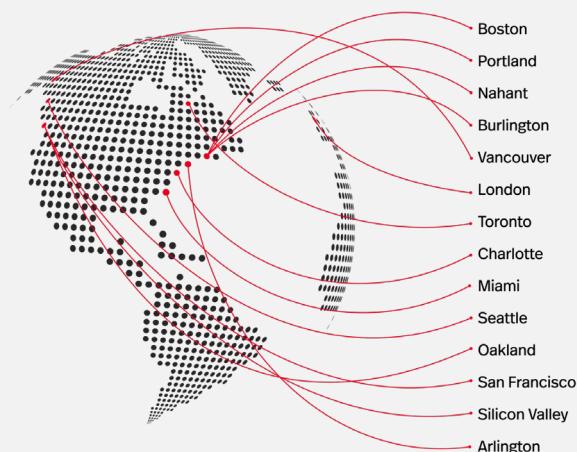 Boston
Portland
Nahant
Burlington
Vancouver
London
Toronto
Charlotte
Miami
Seattle
Oakland
San Francisco
Silicon Valley
Arlington